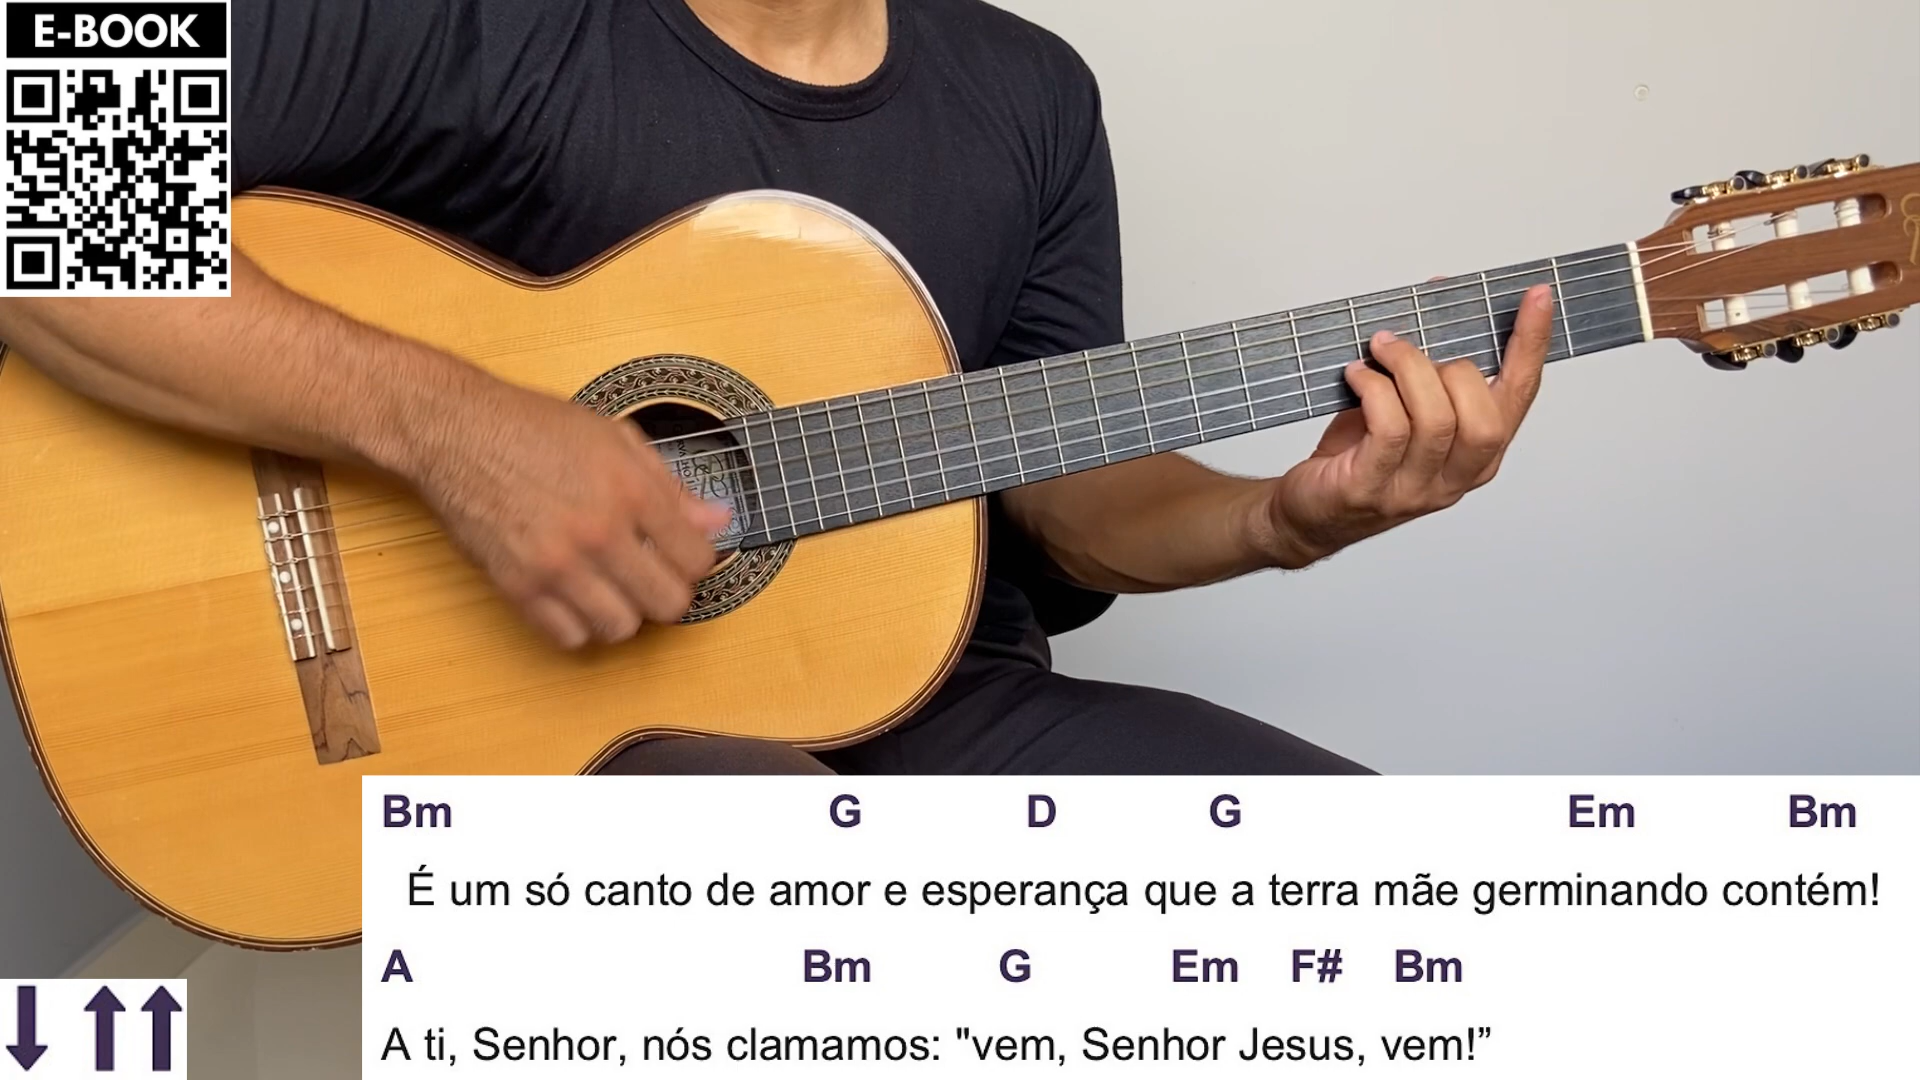 E-BOOK
Bm G D G Em Bm
É um só canto de amor e esperança que a terra mãe germinando contém!
A Bm G Em F# Bm
A ti, Senhor, nós clamamos: "vem, Senhor Jesus, vem!”